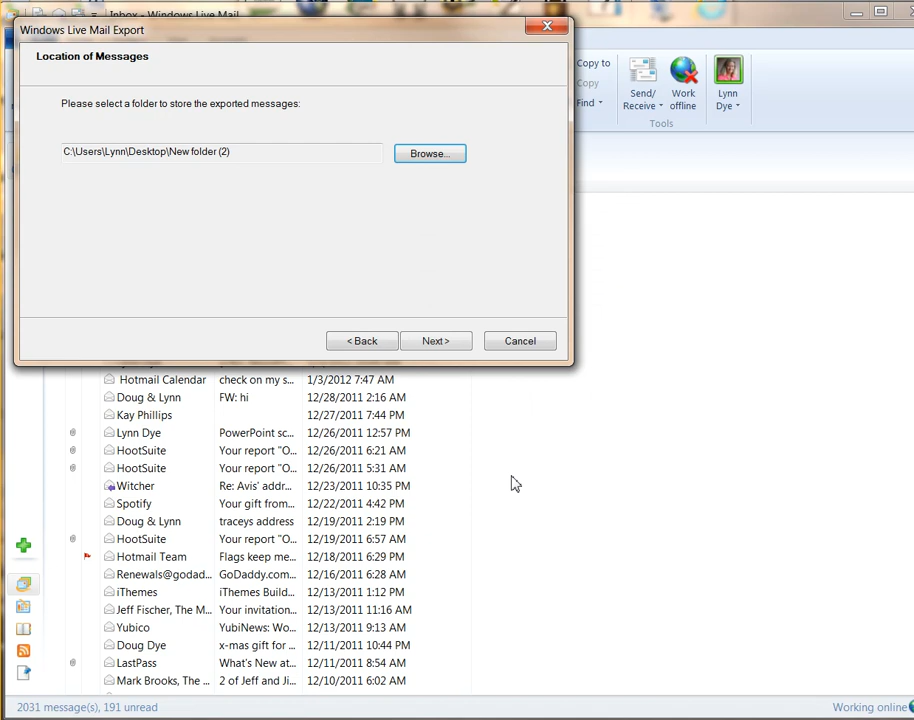 Inbox - Windows Live Mail
Windows Live Mail Export
Location of Messages
Please select a folder to store the exported messages:
C:\Users\Lynn\Desktop\New folder (2)
Browse...
< Back
Next >
Cancel
Copy to
Copy
Find
Send/
Receive
Work
offline
Lynn
Dye
Tools
Hotmail Calendar check on my s... 1/3/2012 7:47 AM
Doug & Lynn FW: hi 12/28/2011 2:16 AM
Kay Phillips 12/27/2011 7:44 PM
Lynn Dye PowerPoint sc... 12/26/2011 12:57 PM
HootSuite Your report "O... 12/26/2011 6:21 AM
HootSuite Your report "O... 12/26/2011 5:31 AM
Witcher Re: Avis' addr... 12/23/2011 10:35 PM
Spotify Your gift from... 12/22/2011 4:42 PM
Doug & Lynn traceys address 12/19/2011 2:19 PM
HootSuite Your report "O... 12/19/2011 6:57 AM
Hotmail Team Flags keep me... 12/18/2011 6:29 PM
Renewals@godad... GoDaddy.com... 12/16/2011 6:28 AM
iThemes iThemes Build... 12/13/2011 1:12 PM
Jeff Fischer, The M... Your invitation... 12/13/2011 11:16 AM
Yubico YubiNews: Wo... 12/13/2011 9:13 AM
Doug Dye x-mas gift for ... 12/11/2011 10:44 PM
LastPass What's New at... 12/11/2011 8:54 AM
Mark Brooks, The ... 2 of Jeff and Ji... 12/10/2011 6:02 AM
2031 message(s), 191 unread
Working online